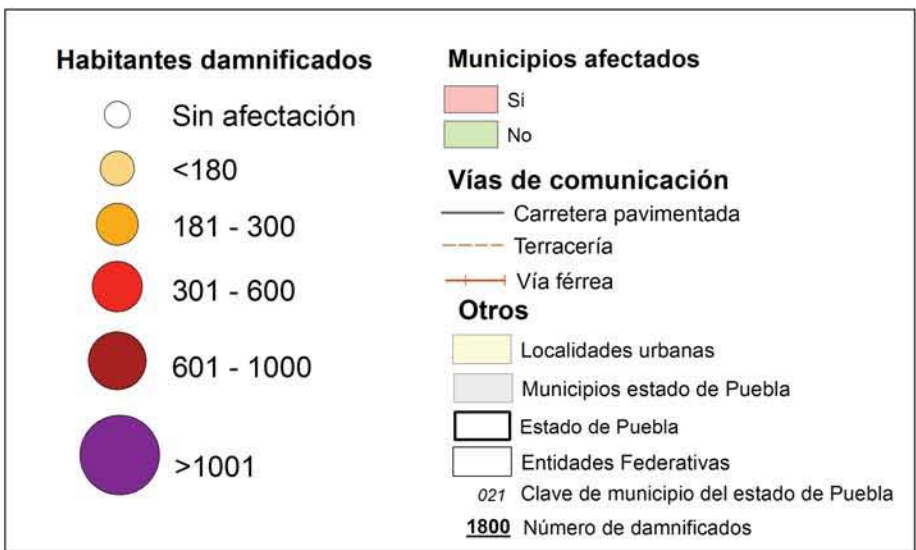 Habitantes damnificados
Sin afectación
<180
181 - 300
301 - 600
601 - 1000
>1001
Municipios afectados
Si
No
Vías de comunicación
Carretera pavimentada
Terracería
Vía férrea
Otros
Localidades urbanas
Municipios estado de Puebla
Estado de Puebla
Entidades Federativas
021 Clave de municipio del estado de Puebla
1800 Número de damnificados